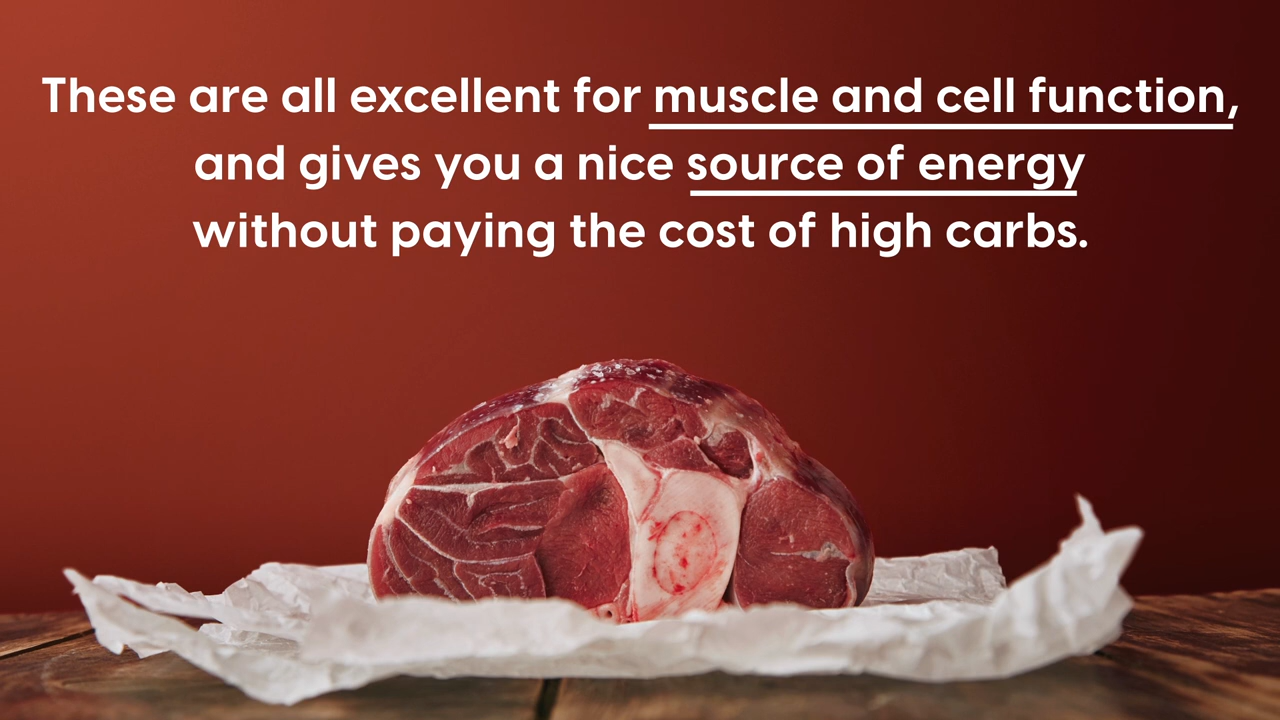 These are all excellent for muscle and cell function,
and gives you a nice source of energy
without paying the cost of high carbs.